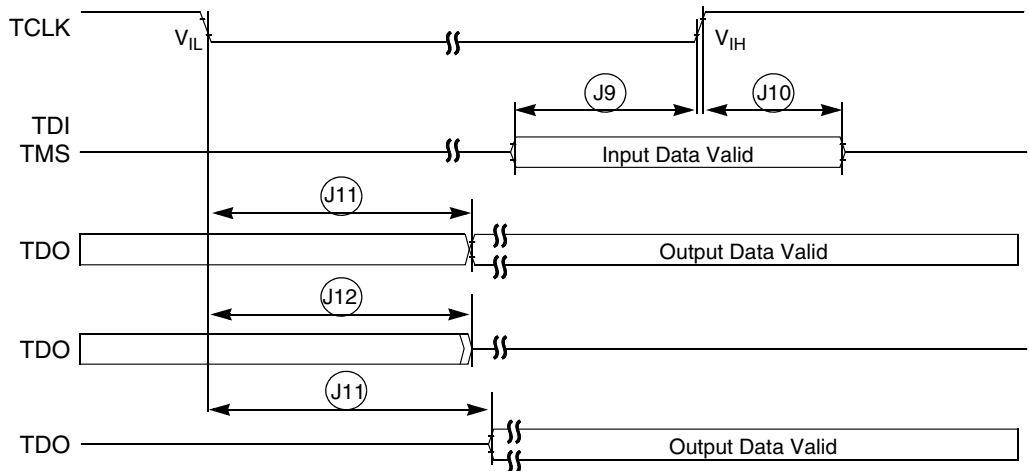 TCLK
VIL
VIH
J9
J10
TDI
TMS
Input Data Valid
J11
TDO
Output Data Valid
J12
TDO
J11
TDO
Output Data Valid